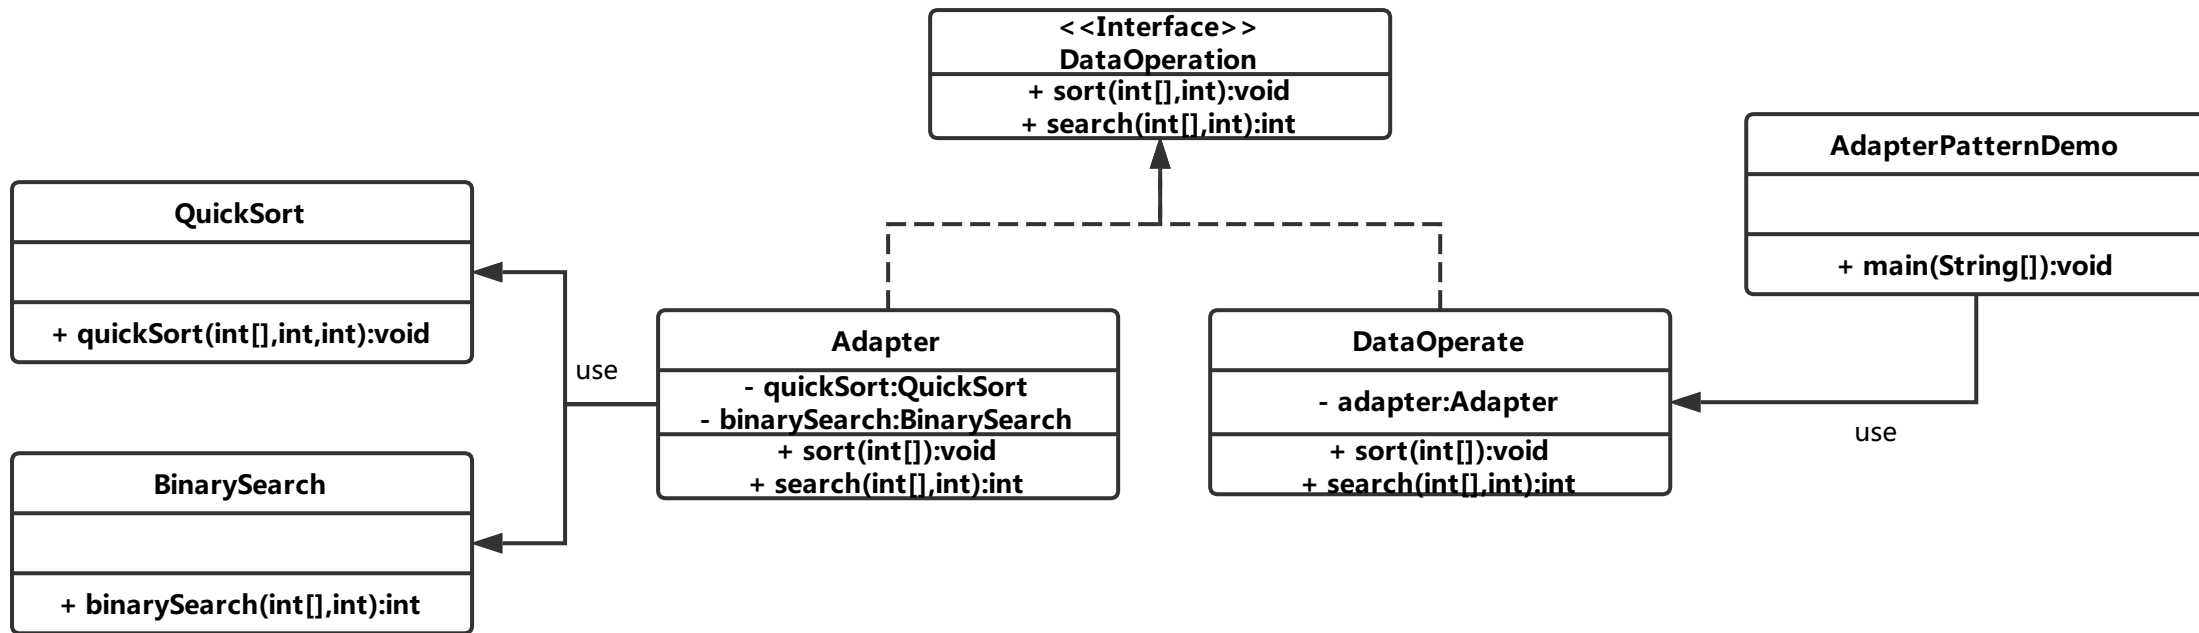 <<Interface>>
DataOperation
+ sort(int[],int):void
+ search(int[],int):int
AdapterPatternDemo
+ main(String[]):void
QuickSort
+ quickSort(int[],int,int):void
use
Adapter
- quickSort:QuickSort
- binarySearch:BinarySearch
+ sort(int[]):void
+ search(int[],int):int
DataOperate
- adapter:Adapter
+ sort(int[]):void
+ search(int[],int):int
use
BinarySearch
+ binarySearch(int[],int):int